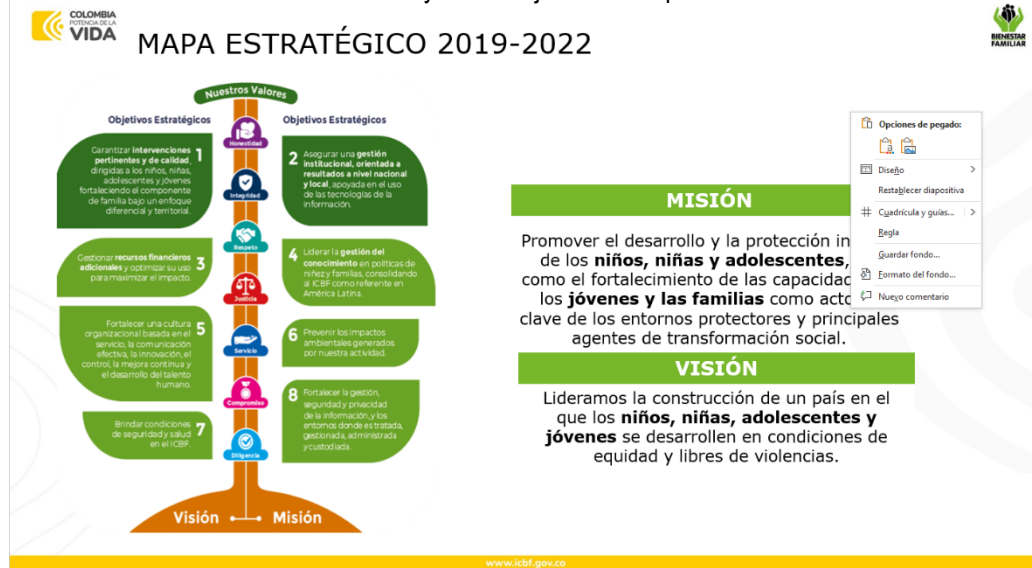 COLOMBIA
POTENCIA DE LA
VIDA
MAPA ESTRATÉGICO 2019-2022
BIENESTAR
FAMILIAR
Nuestros Valores
Objetivos Estratégicos
Garantizar intervenciones
pertinentes y de calidad,
dirigidas a los niños, niñas,
adolescentes y jóvenes
fortaleciendo el componente
de familia bajo un enfoque
diferencial y territorial.
1
Gestionar recursos financieros
adicionales y optimizar su uso
para maximizar el impacto.
3
Fortalecer una cultura
organizacional basada en el
servicio, la comunicación
efectiva, la innovación, el
control, la mejora continua y
el desarrollo del talento
humano.
5
Brindar condiciones
de seguridad y salud
en el ICBF.
7
Honestidad
Integridad
Respeto
Justicia
Servicio
Compromiso
Diligencia
Objetivos Estratégicos
2 Asegurar una gestión
institucional, orientada a
resultados a nivel nacional
y local, apoyada en el uso
de las tecnologías de la
información.
4 Liderar la gestión del
conocimiento en políticas de
niñez y familias, consolidando
al ICBF como referente en
América Latina.
6 Prevenir los impactos
ambientales generados
por nuestra actividad.
8 Fortalecer la gestión,
seguridad y privacidad
de la información, y los
entornos donde es tratada,
gestionada, administrada
y custodiada.
Visión
Misión
MISIÓN
Promover el desarrollo y la protección in
de los niños, niñas y adolescentes,
como el fortalecimiento de las capacidad
los jóvenes y las familias como acto
clave de los entornos protectores y principales
agentes de transformación social.
VISIÓN
Lideramos la construcción de un país en el
que los niños, niñas, adolescentes y
jóvenes se desarrollen en condiciones de
equidad y libres de violencias.
Opciones de pegado:
Diseño
Restablecer diapositiva
Cuadrícula y guías...
Regla
Guardar fondo...
Formato del fondo...
Nuevo comentario
www.icbf.gov.co